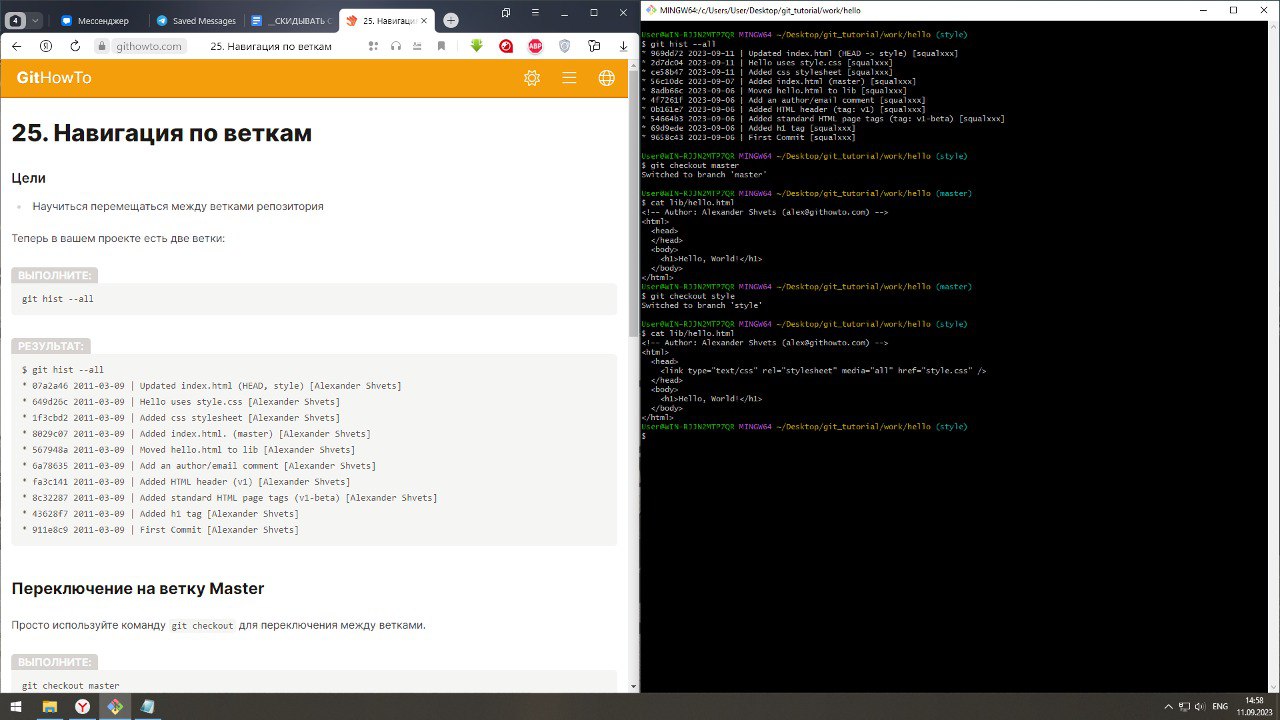 4
Мессенджер
Saved Messages
__СКИДЫВАТЬ С
25. Навигаци
githowto.com
25. Навигация по веткам
ABP
GitHowTo
25. Навигация по веткам
Цели
Научиться перемещаться между ветками репозитория
Теперь в вашем проекте есть две ветки:
ВЫПОЛНИТЕ:
git hist --all
РЕЗУЛЬТАТ:
$ git hist --all
* 07a2a46 2011-03-09 | Updated index.html (HEAD, style) [Alexander Shvets]
* 649d26c 2011-03-09 | Hello uses style.css [Alexander Shvets]
2011-03-09 | Added css stylesheet [Alexander Shvets]
2011-03-09 | Added index.html. (master) [Alexander Shvets]
* 567948a 2011-03-09 | Moved hello.html to lib [Alexander Shvets]
* 6a78635 2011-03-09 | Add an author/email comment [Alexander Shvets]
* fa3c141 2011-03-09 | Added HTML header (v1) [Alexander Shvets]
* 8c32287 2011-03-09 | Added standard HTML page tags (v1-beta) [Alexander Shvets]
* 43628f7 2011-03-09 | Added h1 tag [Alexander Shvets]
* 911e8c9 2011-03-09 | First Commit [Alexander Shvets]
Переключение на ветку Master
Просто используйте команду git checkout для переключения между ветками.
ВЫПОЛНИТЕ:
git checkout master
MINGW64:/c/Users/User/Desktop/git_tutorial/work/hello
User@WIN-RJJN2MTP7QR MINGW64 ~/Desktop/git_tutorial/work/hello (style)
$ git hist --all
* 969dd72 2023-09-11 | Updated index.html (HEAD -> style) [squalxxx]
* 2d7dc04 2023-09-11 | Hello uses style.css [squalxxx]
* ce58b47 2023-09-11 | Added css stylesheet [squalxxx]
* 56c10dc 2023-09-07 | Added index.html (master) [squalxxx]
* 8adb66c 2023-09-06 | Moved hello.html to lib [squalxxx]
* 4f7261f 2023-09-06 | Add an author/email comment [squalxxx]
* 0b161e7 2023-09-06 | Added HTML header (tag: v1) [squalxxx]
* 54664b3 2023-09-06 | Added standard HTML page tags (tag: v1-beta) [squalxxx]
* 69d9ede 2023-09-06 | Added h1 tag [squalxxx]
* 9658c43 2023-09-06 | First Commit [squalxxx]
User@WIN-RJJN2MTP7QR MINGW64 ~/Desktop/git_tutorial/work/hello (style)
$ git checkout master
Switched to branch 'master'
User@WIN-RJJN2MTP7QR MINGW64 ~/Desktop/git_tutorial/work/hello (master)
$ cat lib/hello.html
<!-- Author: Alexander Shvets (alex@githowto.com) -->
<html>
<head>
</head>
<body>
<h1>Hello, World!</h1>
</body>
</html>
User@WIN-RJJN2MTP7QR MINGW64 ~/Desktop/git_tutorial/work/hello (master)
$ git checkout style
Switched to branch 'style'
User@WIN-RJJN2MTP7QR MINGW64 ~/Desktop/git_tutorial/work/hello (style)
$ cat lib/hello.html
<!-- Author: Alexander Shvets (alex@githowto.com) -->
<html>
<head>
<link type="text/css" rel="stylesheet" media="all" href="style.css" />
</head>
<body>
<h1>Hello, World!</h1>
</body>
</html>
User@WIN-RJJN2MTP7QR MINGW64 ~/Desktop/git_tutorial/work/hello (style)
$
ENG
14:58
11.09.2023